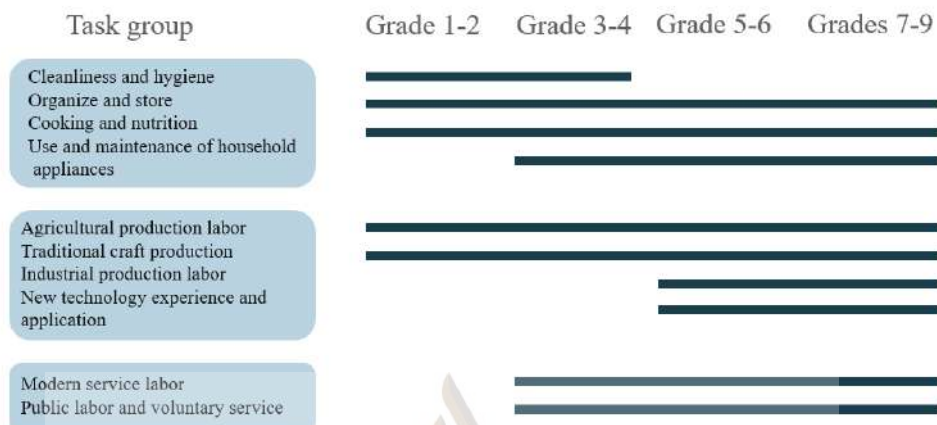 Task group Grade 1-2 Grade 3-4 Grade 5-6 Grades 7-9
Cleanliness and hygiene
Organize and store
Cooking and nutrition
Use and maintenance of household
appliances
Agricultural production labor
Traditional craft production
Industrial production labor
New technology experience and
application
Modern service labor
Public labor and voluntary service